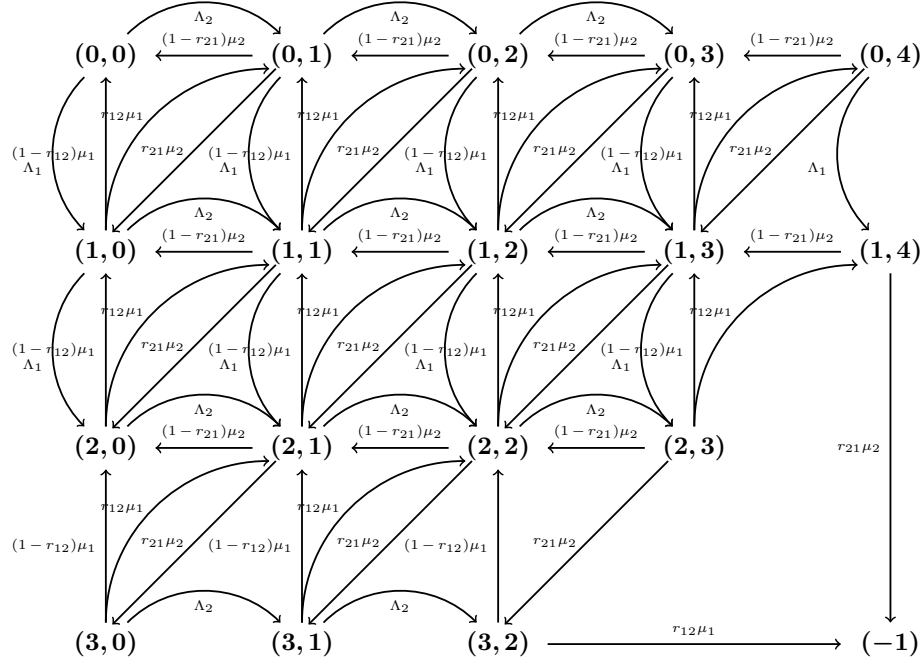 Λ₂ Λ₂ Λ₂
(1−r₂₁)μ₂ (1−r₂₁)μ₂ (1−r₂₁)μ₂ (1−r₂₁)μ₂
(0,0) (0,1) (0,2) (0,3) (0,4)
r₁₂μ₁ r₁₂μ₁ r₁₂μ₁ r₁₂μ₁
(1−r₁₂)μ₁ r₂₁μ₂ (1−r₁₂)μ₁ r₂₁μ₂ (1−r₁₂)μ₁ r₂₁μ₂ (1−r₁₂)μ₁ r₂₁μ₂
Λ₁ Λ₁ Λ₁ Λ₁ Λ₁
Λ₂ Λ₂ Λ₂
(1−r₂₁)μ₂ (1−r₂₁)μ₂ (1−r₂₁)μ₂ (1−r₂₁)μ₂
(1,0) (1,1) (1,2) (1,3) (1,4)
r₁₂μ₁ r₁₂μ₁ r₁₂μ₁ r₁₂μ₁
(1−r₁₂)μ₁ r₂₁μ₂ (1−r₁₂)μ₁ r₂₁μ₂ (1−r₁₂)μ₁ r₂₁μ₂ (1−r₁₂)μ₁
Λ₁ Λ₁ Λ₁ Λ₁
Λ₂ Λ₂ Λ₂
(1−r₂₁)μ₂ (1−r₂₁)μ₂ (1−r₂₁)μ₂
(2,0) (2,1) (2,2) (2,3) r₂₁μ₂
r₁₂μ₁ r₁₂μ₁
(1−r₁₂)μ₁ r₂₁μ₂ (1−r₁₂)μ₁ r₂₁μ₂ (1−r₁₂)μ₁ r₂₁μ₂
Λ₂ Λ₂
r₁₂μ₁
(3,0) (3,1) (3,2) (−1)